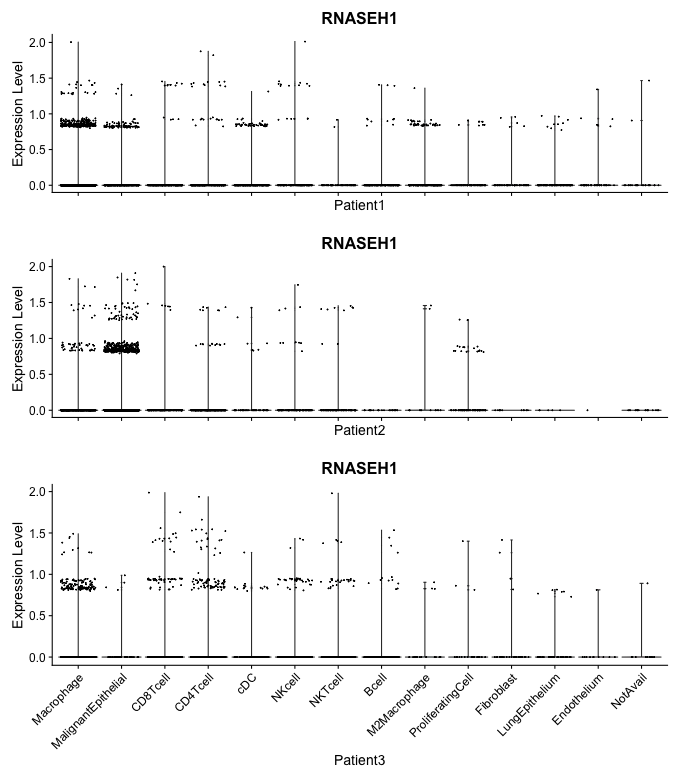 RNASEH1
Expression Level
2.0
1.5
1.0
0.5
0.0
Patient1
RNASEH1
Expression Level
2.0
1.5
1.0
0.5
0.0
Patient2
RNASEH1
Expression Level
2.0
1.5
1.0
0.5
0.0
Macrophage
MalignantEpithelial
CD8Tcell
CD4Tcell
cDC
NKcell
NKTcell
Bcell
M2Macrophage
ProliferatingCell
Fibroblast
LungEpithelium
Endothelium
NotAvail
Patient3